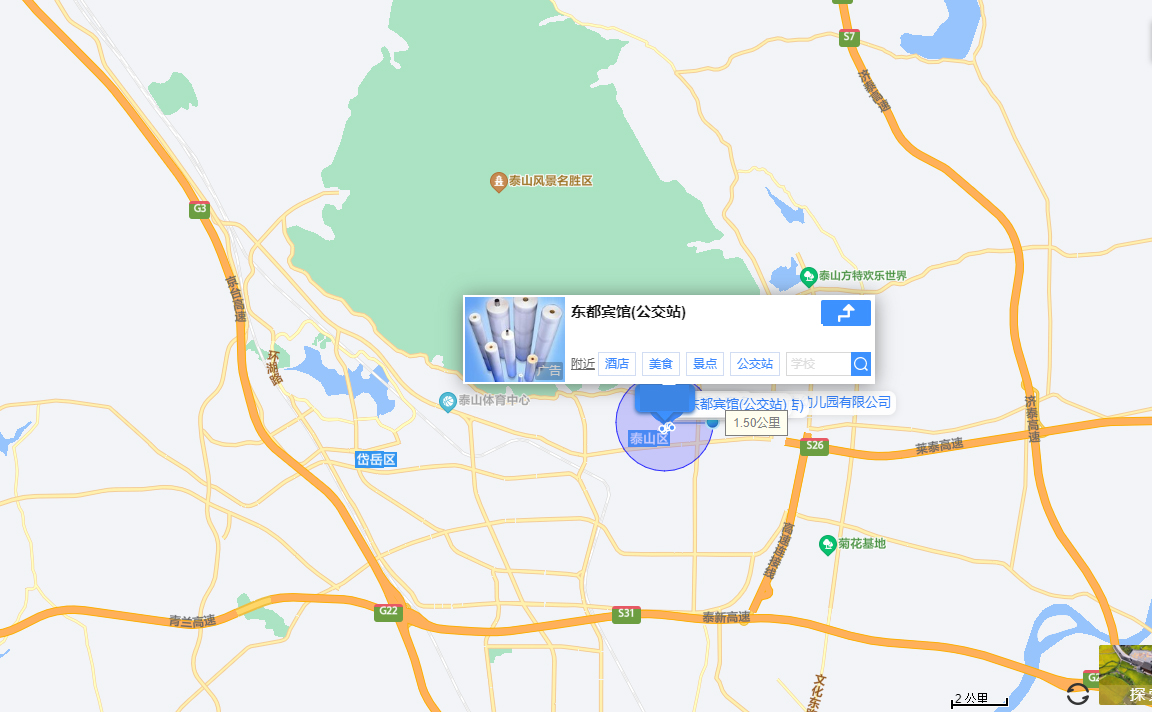 S7
济泰高速
泰山风景名胜区
G3
泰山方特欢乐世界
京台高速
东都宾馆(公交站)
广告
附近
酒店
美食
景点
公交站
学校
环湖路
泰山体育中心
东都宾馆(公交站)
店)
幼儿园有限公司
1.50公里
泰山区
济泰高速
S26
莱泰高速
岱岳区
高速连接线
菊花基地
G22
S31
青兰高速
泰新高速
文化东路
2 公里
探索